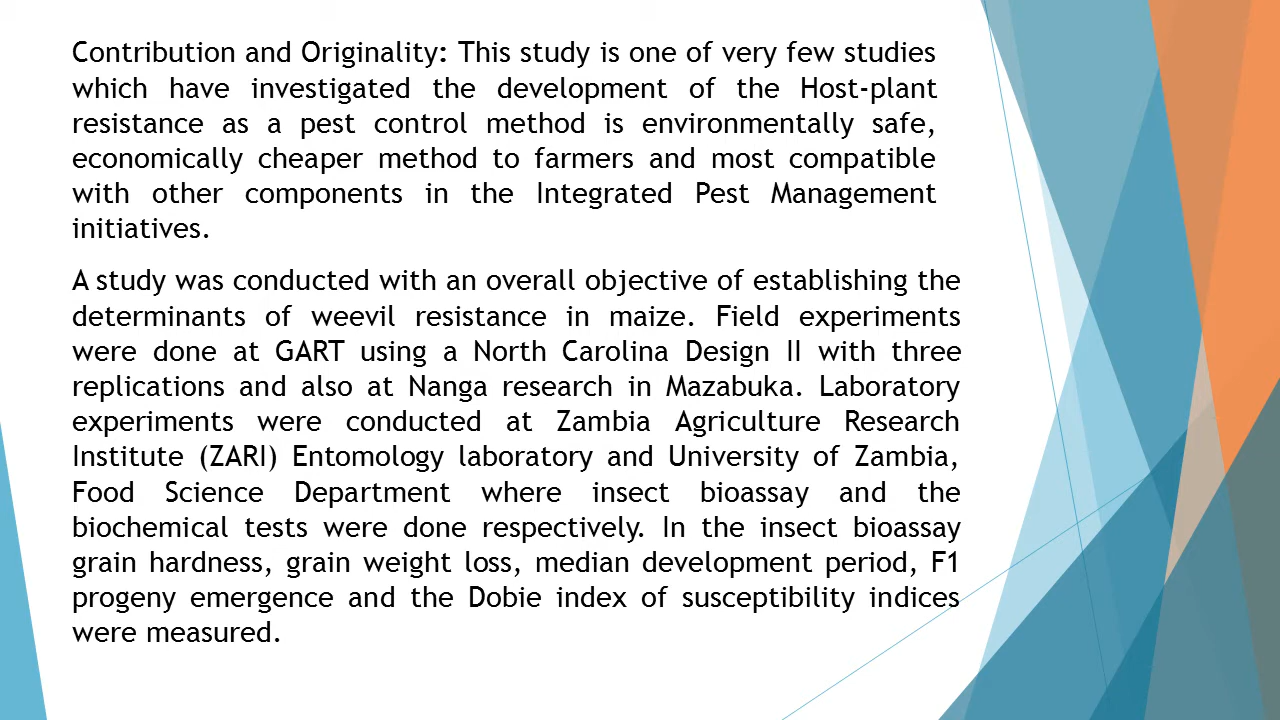 Contribution and Originality: This study is one of very few studies
which have investigated the development of the Host-plant
resistance as a pest control method is environmentally safe,
economically cheaper method to farmers and most compatible
with other components in the Integrated Pest Management
initiatives.
A study was conducted with an overall objective of establishing the
determinants of weevil resistance in maize. Field experiments
were done at GART using a North Carolina Design II with three
replications and also at Nanga research in Mazabuka. Laboratory
experiments were conducted at Zambia Agriculture Research
Institute (ZARI) Entomology laboratory and University of Zambia,
Food Science Department where insect bioassay and the
biochemical tests were done respectively. In the insect bioassay
grain hardness, grain weight loss, median development period, F1
progeny emergence and the Dobie index of susceptibility indices
were measured.